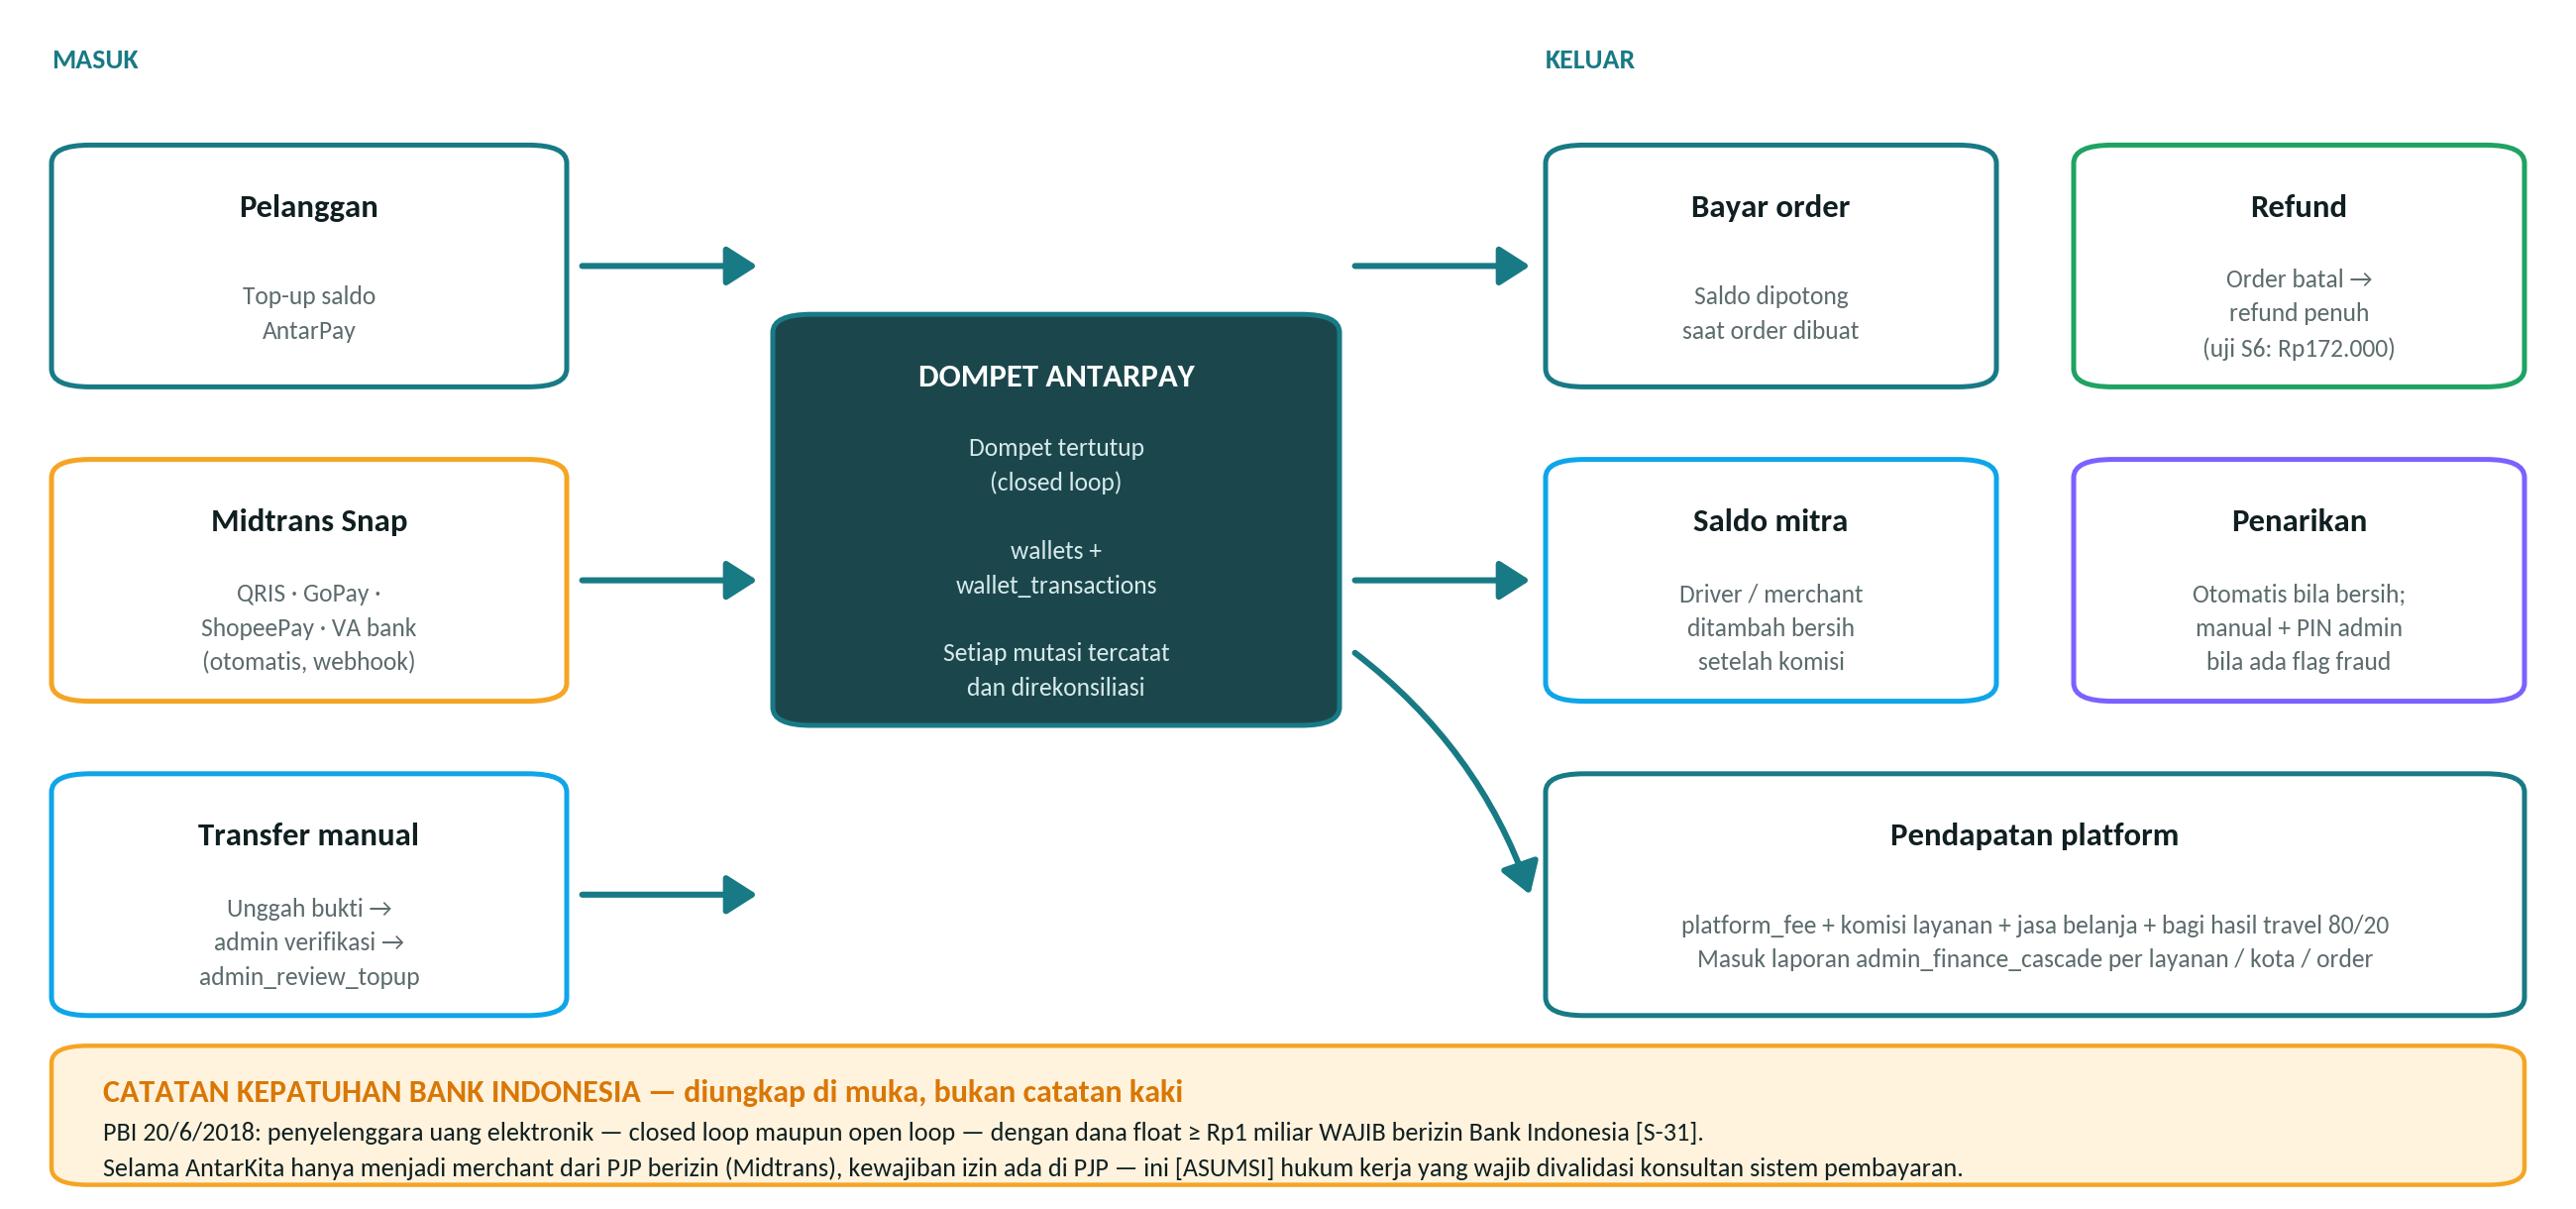 MASUK
KELUAR
Pelanggan
Top-up saldo
AntarPay
Midtrans Snap
QRIS · GoPay ·
ShopeePay · VA bank
(otomatis, webhook)
Transfer manual
Unggah bukti →
admin verifikasi →
admin_review_topup
DOMPET ANTARPAY
Dompet tertutup
(closed loop)
wallets +
wallet_transactions
Setiap mutasi tercatat
dan direkonsiliasi
Bayar order
Saldo dipotong
saat order dibuat
Refund
Order batal →
refund penuh
(uji S6: Rp172.000)
Saldo mitra
Driver / merchant
ditambah bersih
setelah komisi
Penarikan
Otomatis bila bersih;
manual + PIN admin
bila ada flag fraud
Pendapatan platform
platform_fee + komisi layanan + jasa belanja + bagi hasil travel 80/20
Masuk laporan admin_finance_cascade per layanan / kota / order
CATATAN KEPATUHAN BANK INDONESIA — diungkap di muka, bukan catatan kaki
PBI 20/6/2018: penyelenggara uang elektronik — closed loop maupun open loop — dengan dana float ≥ Rp1 miliar WAJIB berizin Bank Indonesia [S-31].
Selama AntarKita hanya menjadi merchant dari PJP berizin (Midtrans), kewajiban izin ada di PJP — ini [ASUMSI] hukum kerja yang wajib divalidasi konsultan sistem pembayaran.